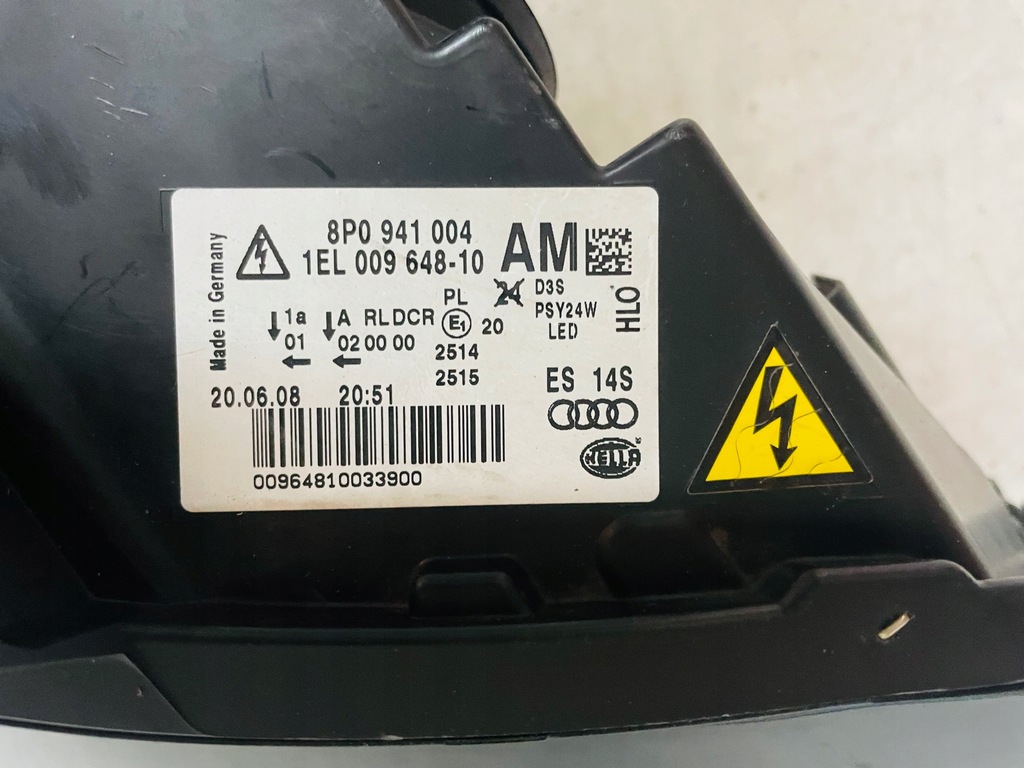 Made in Germany
8P0 941 004
1EL 009 648-10
AM
1a
01
A RLDCR
02 00 00
PL
E1
24
20
D3S
PSY24W
LED
HLO
2514
2515
20.06.08 20:51
ES 14S
00964810033900
HELLA
®